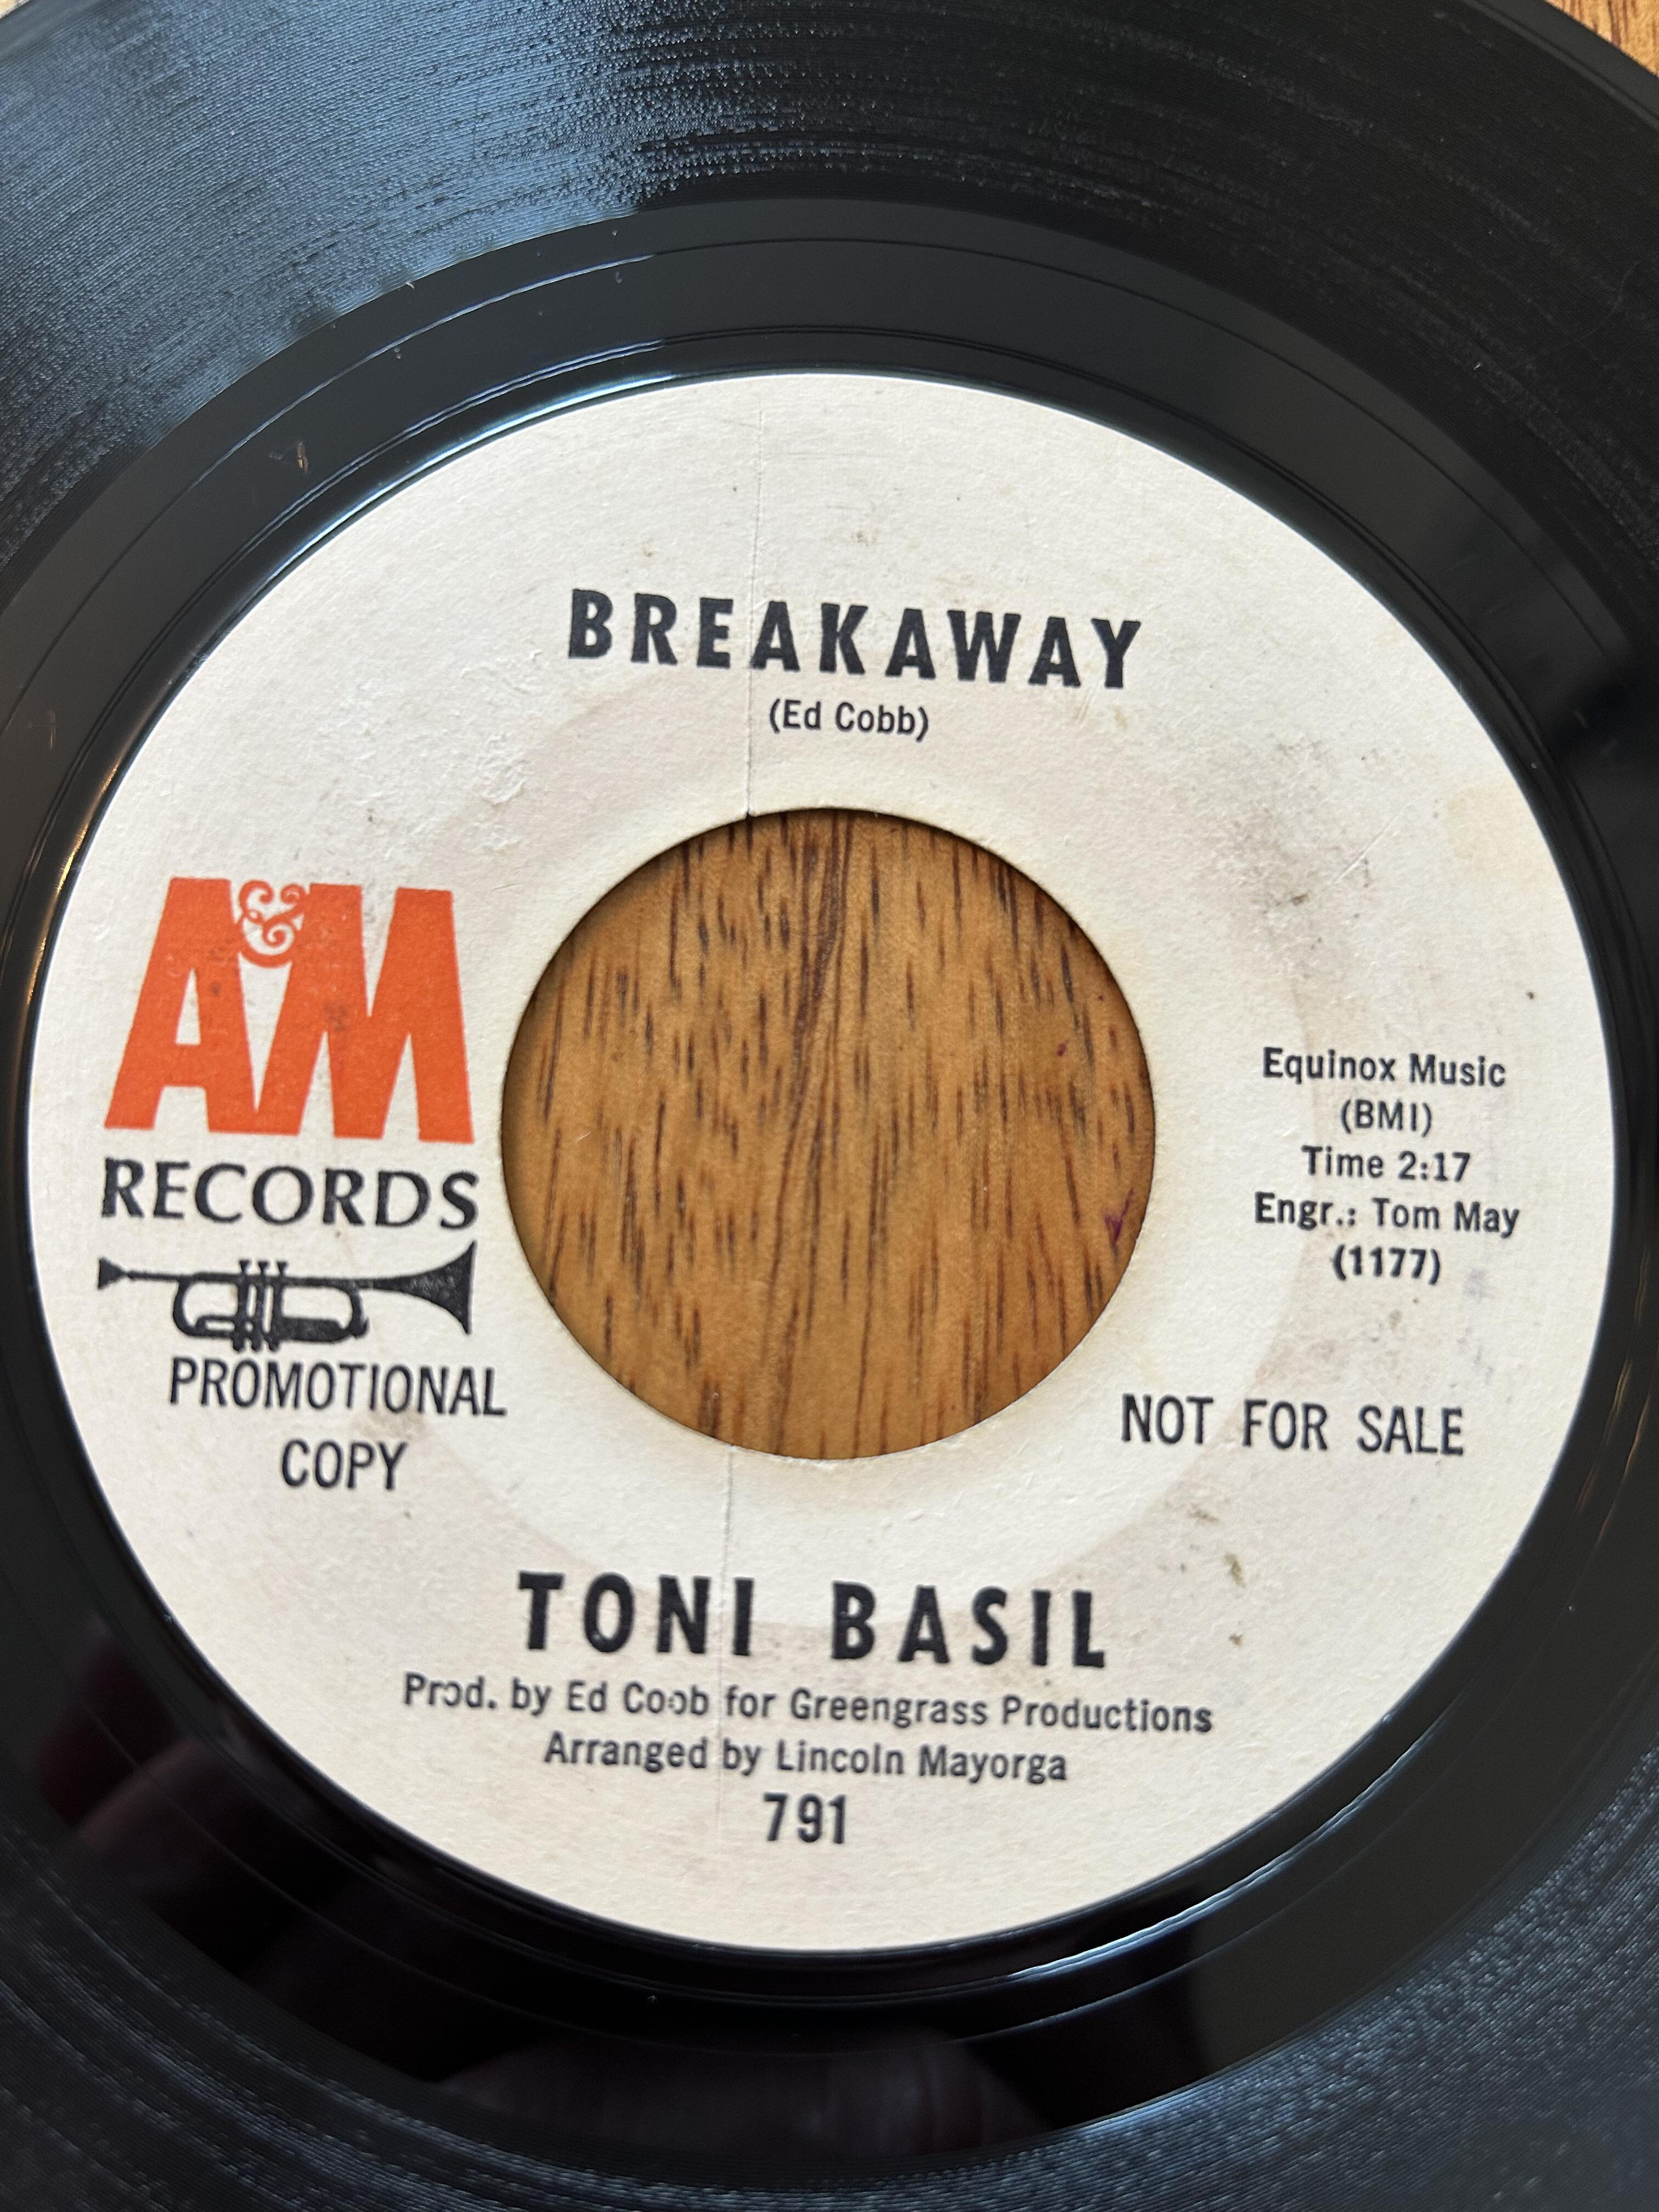 BREAKAWAY
(Ed Cobb)
A&M
RECORDS
PROMOTIONAL
COPY
Equinox Music
(BMI)
Time 2:17
Engr.: Tom May
(1177)
NOT FOR SALE
TONI BASIL
Prod. by Ed Cobb for Greengrass Productions
Arranged by Lincoln Mayorga
791